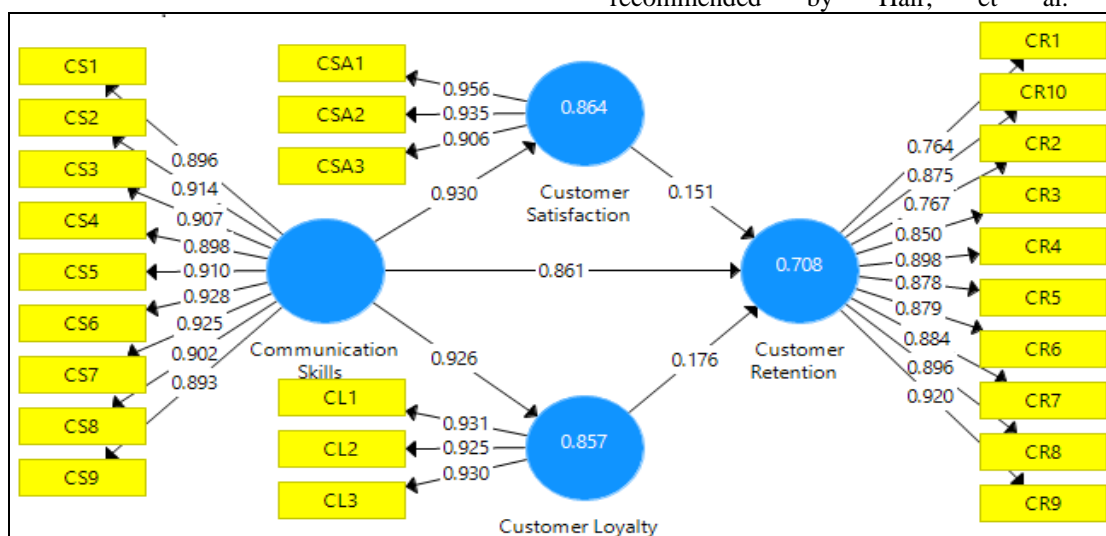 recommended by Hair, et al.
CS1
CS2
CS3
CS4
CS5
CS6
CS7
CS8
CS9
0.896
0.914
0.907
0.898
0.910
0.928
0.925
0.902
0.893
Communication
Skills
CSA1
CSA2
CSA3
0.956
0.935
0.906
0.864
Customer
Satisfaction
0.930
0.861
0.926
CL1
CL2
CL3
0.931
0.925
0.930
0.857
Customer Loyalty
0.151
0.176
0.708
Customer
Retention
0.764
0.875
0.767
0.850
0.898
0.878
0.879
0.884
0.896
0.920
CR1
CR10
CR2
CR3
CR4
CR5
CR6
CR7
CR8
CR9